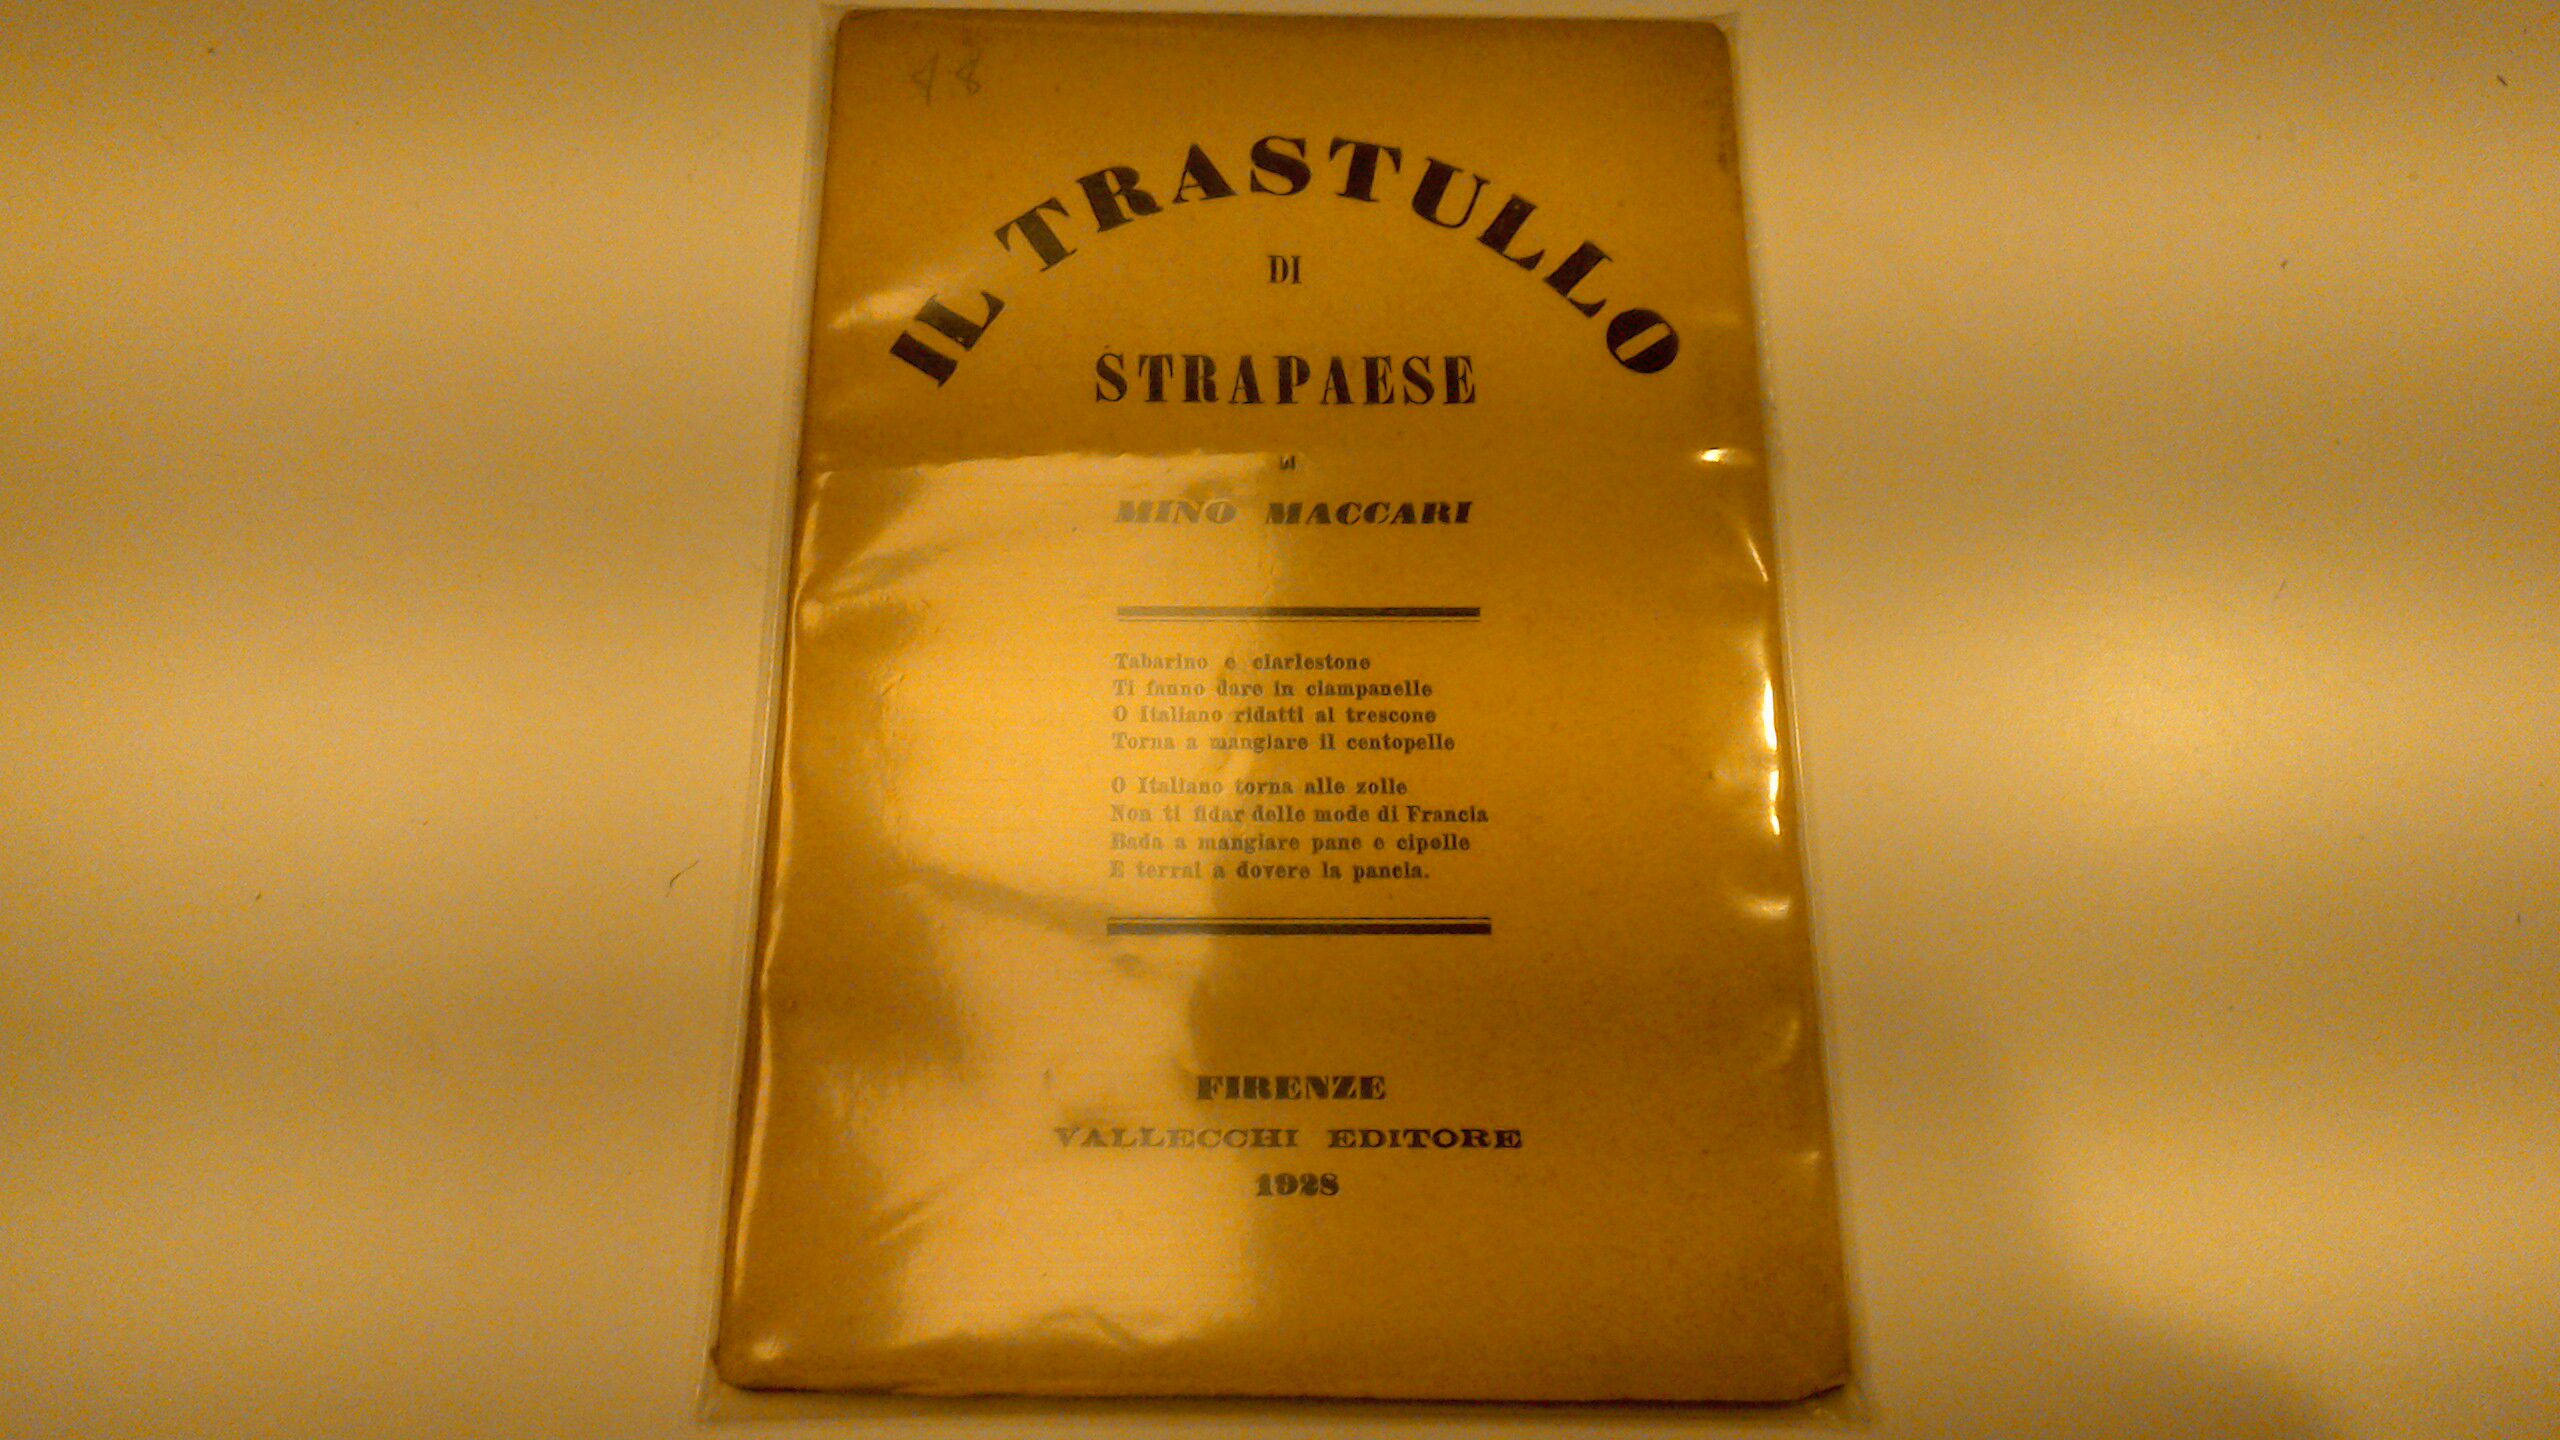 48
IL TRASTULLO
DI
STRAPAESE
DI
MINO MACCARI
Tabarino e ciarlestone
Ti fanno dare in ciampanelle
O Italiano ridatti al trescone
Torna a mangiare il centopelle
O Italiano torna alle zolle
Non ti fidar delle mode di Francia
Bada a mangiare pane e cipolle
E terrai a dovere la pancia.
FIRENZE
VALLECCHI EDITORE
1928